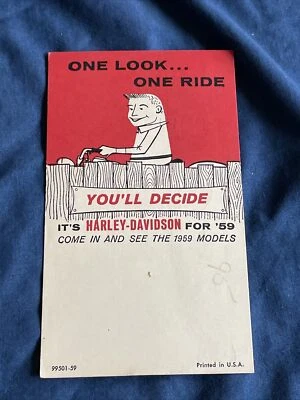 ONE LOOK...
ONE RIDE
YOU'LL DECIDE
IT'S HARLEY-DAVIDSON FOR '59
COME IN AND SEE THE 1959 MODELS
99501-59
Printed in U.S.A.